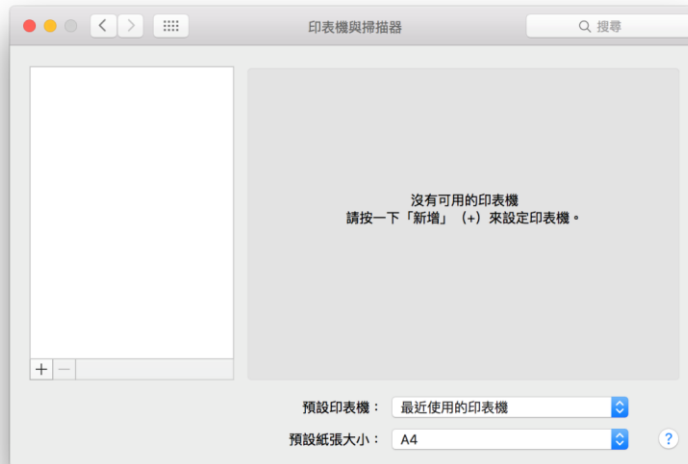 印表機與掃描器
搜尋
沒有可用的印表機
請按一下「新增」（+）來設定印表機。
+ −
預設印表機： 最近使用的印表機
預設紙張大小： A4
?